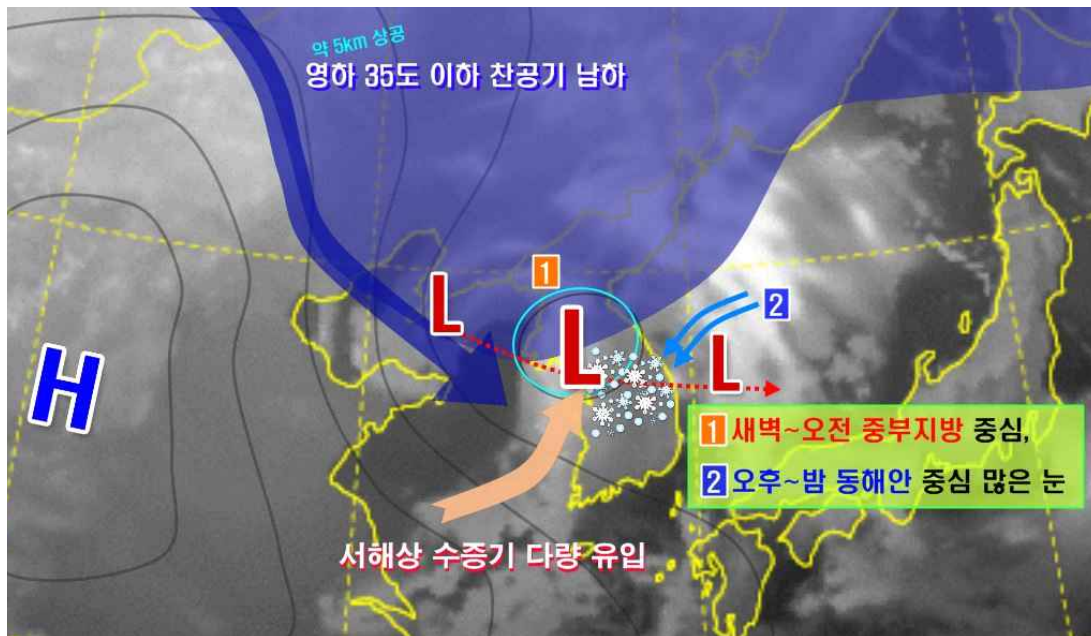 약 5km 상공
영하 35도 이하 찬공기 남하
1
L
L
2
L
H
1 새벽~오전 중부지방 중심,
2 오후~밤 동해안 중심 많은 눈
서해상 수증기 다량 유입